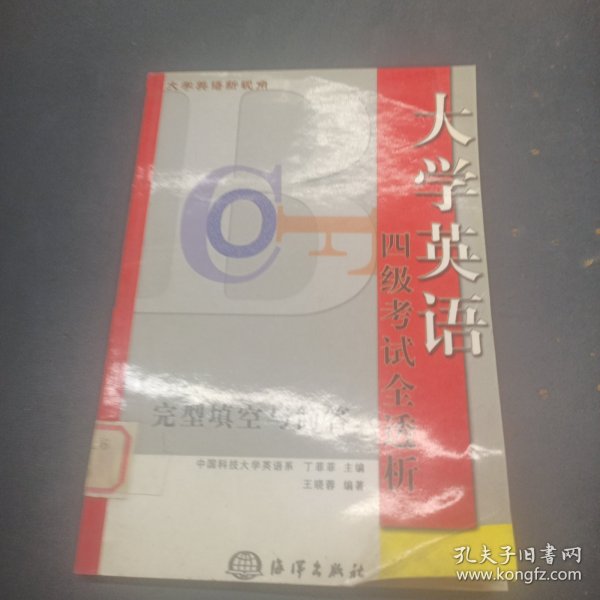 大学英语新视角
大学英语
四级考试全透析
完型填空与简答
中国科技大学英语系 丁菲菲 主编
王晓蓉 编著
海洋出版社
孔夫子旧书网
www.kongfz.com